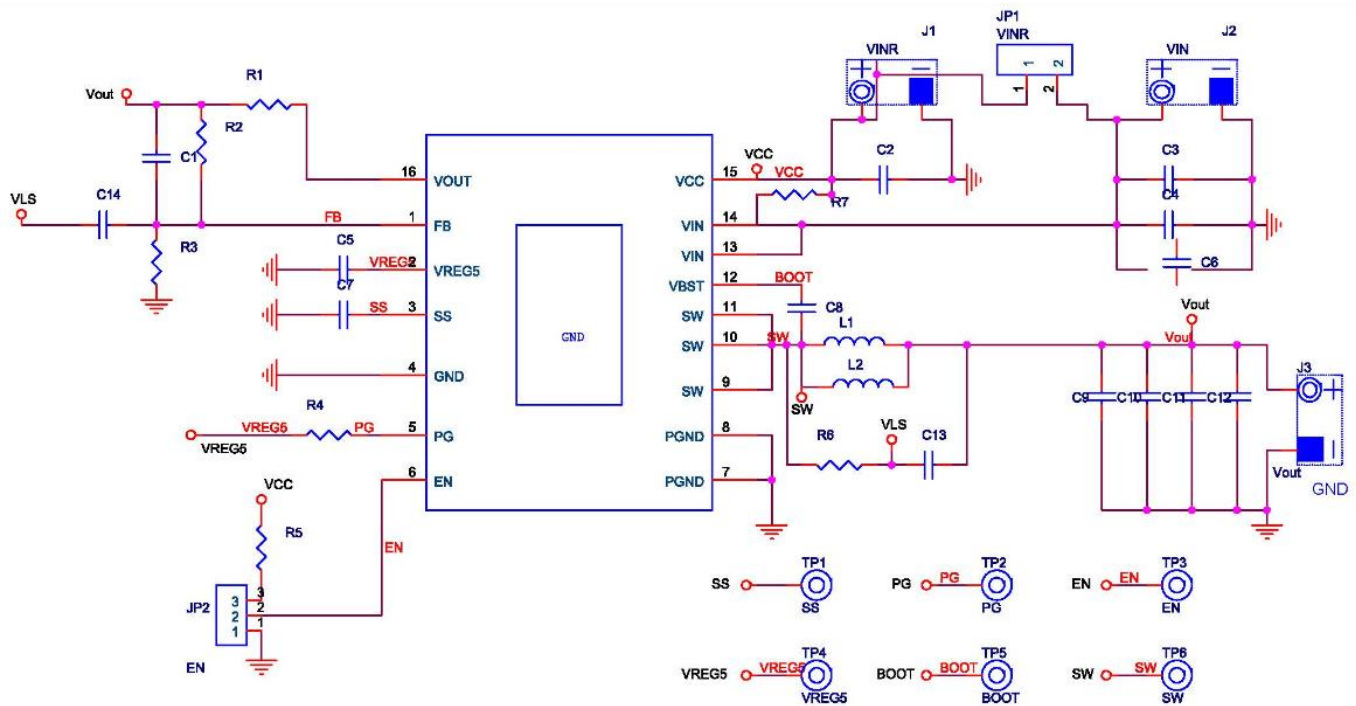 J1
JP1
VINR
J2
VINR
VIN
+
−
1
2
+
−
1
2
R1
Vout
R2
C1
C2
C3
VCC
VCC
16
VOUT
VCC
15
C14
VLS
R7
C4
FB
1
FB
VIN
14
R3
C5
VREG5
2
VREG5
VIN
13
C6
C7
VBST
12
BOOT
SS
3
SS
SW
11
C8
L1
Vout
GND
SW
10
SW
Vout
4
GND
L2
SW
9
SW
C9
C10
C11
C12
J3
+
−
R4
VREG5
PG
5
PG
VREG5
PGND
8
R6
VLS
C13
6
EN
PGND
7
Vout
GND
VCC
R5
EN
JP2
3
3
2
2
1
1
EN
TP1
SS
SS
TP2
PG
PG
PG
TP3
EN
EN
EN
TP4
VREG5
VREG5
VREG5
TP5
BOOT
BOOT
BOOT
TP6
SW
SW
SW